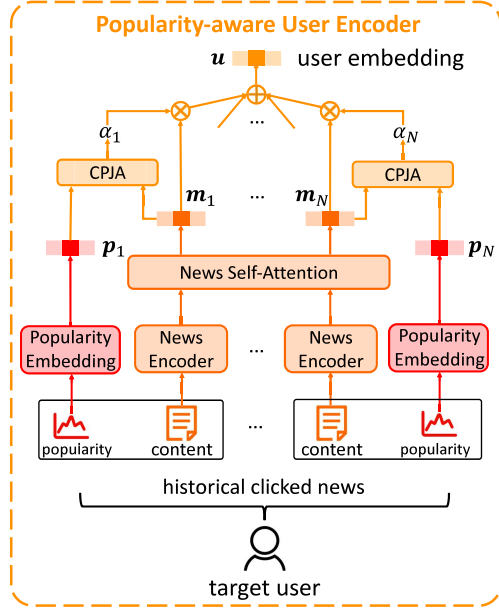 Popularity-aware User Encoder
u user embedding
...
α1 αN
CPJA CPJA
m1 ... mN
p1 pN
News Self-Attention
Popularity Embedding
News Encoder
...
News Encoder
Popularity Embedding
popularity content ... content popularity
historical clicked news
target user